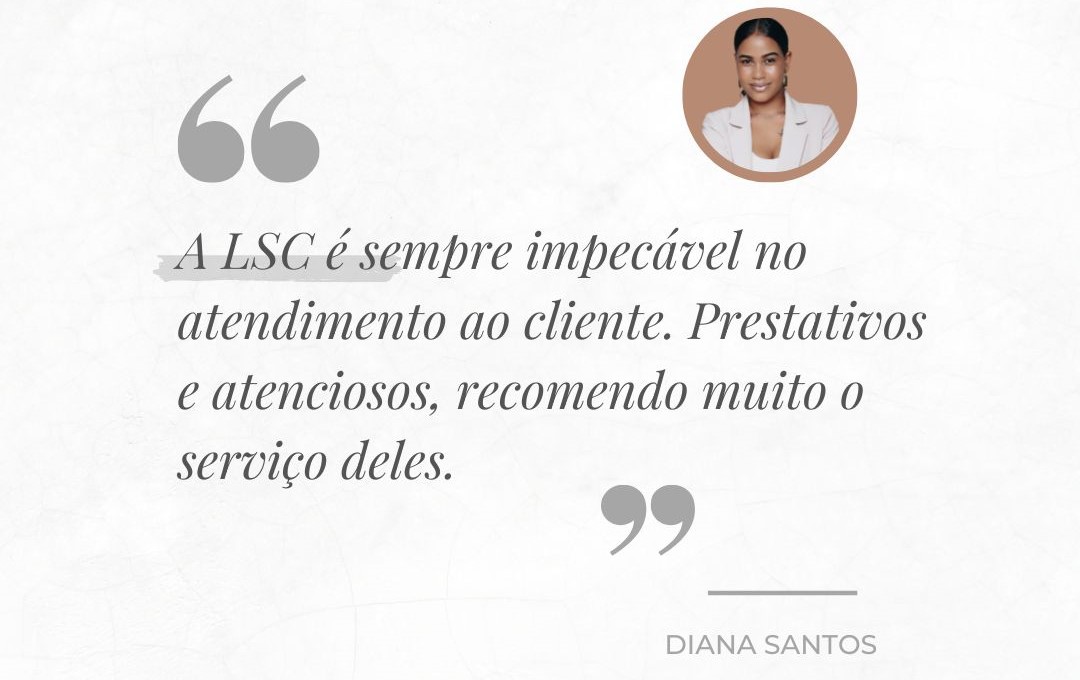 “
A LSC é sempre impecável no
atendimento ao cliente. Prestativos
e atenciosos, recomendo muito o
serviço deles.
”
DIANA SANTOS